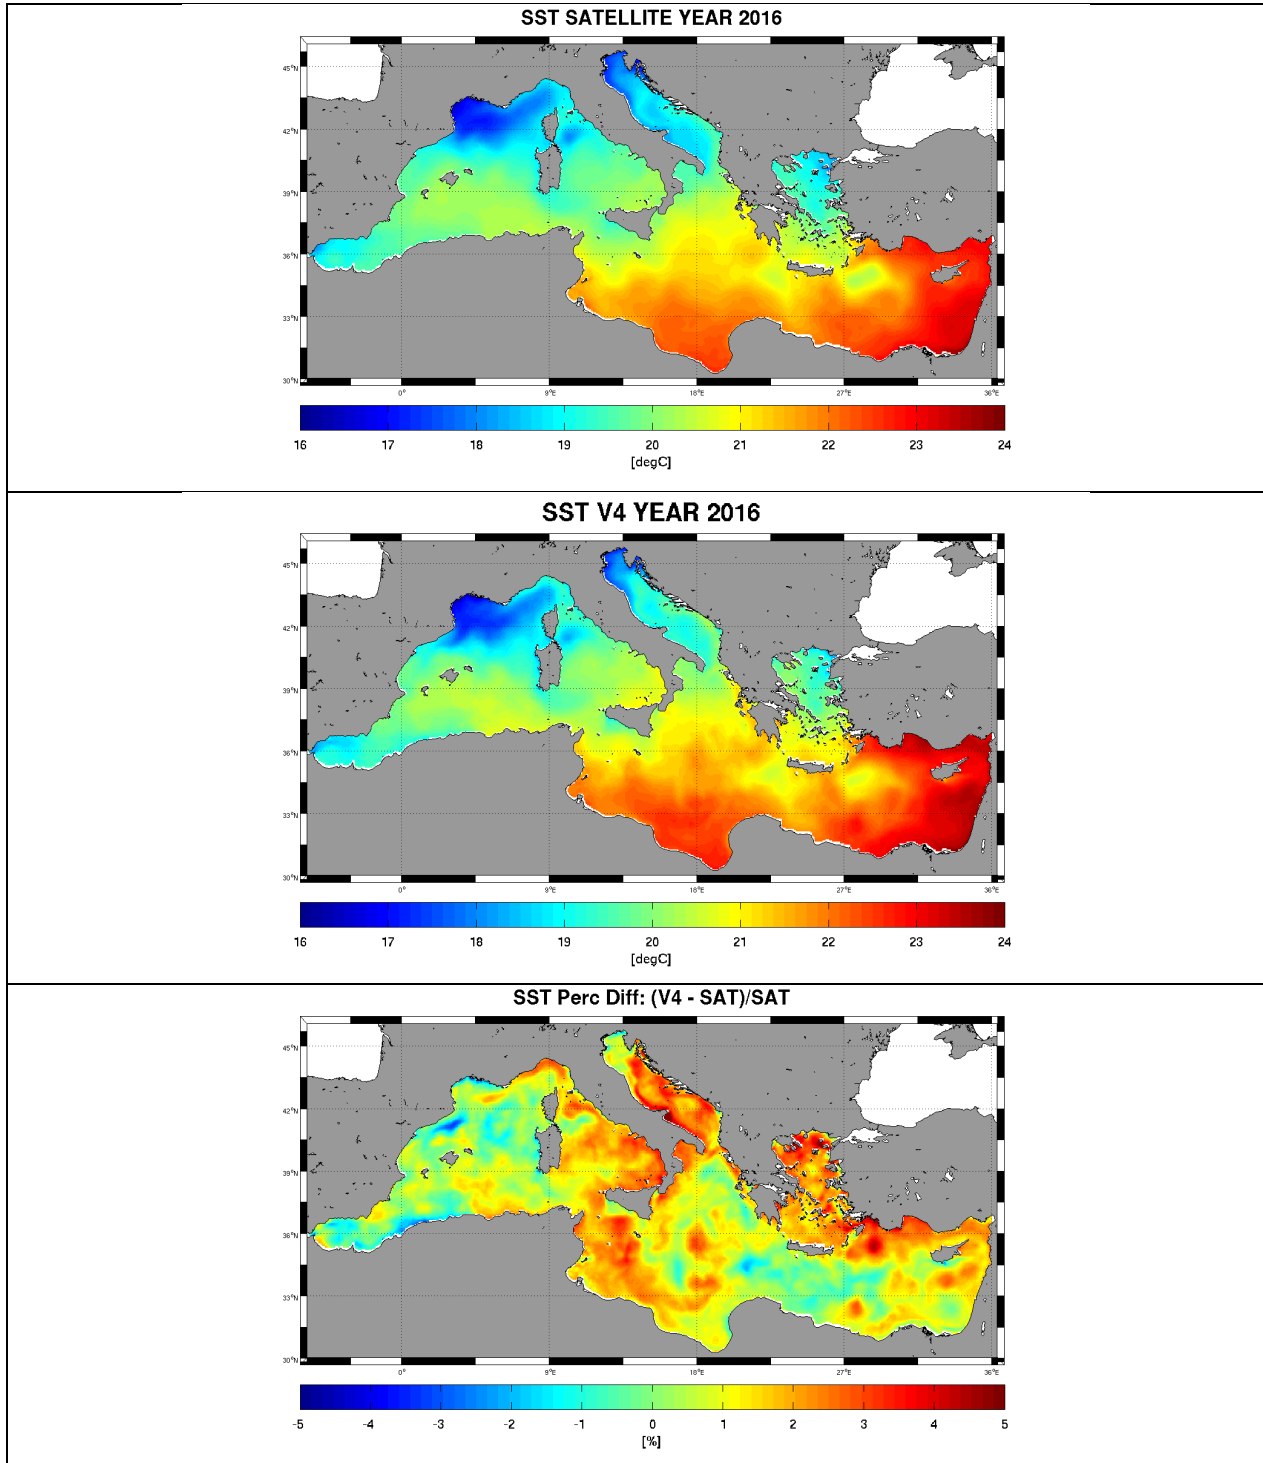 SST SATELLITE YEAR 2016
45°N
42°N
39°N
36°N
33°N
30°N
0° 9°E 18°E 27°E 36°E
16 17 18 19 20 21 22 23 24
[degC]
SST V4 YEAR 2016
45°N
42°N
39°N
36°N
33°N
30°N
0° 9°E 18°E 27°E 36°E
16 17 18 19 20 21 22 23 24
[degC]
SST Perc Diff: (V4 - SAT)/SAT
45°N
42°N
39°N
36°N
33°N
30°N
0° 9°E 18°E 27°E 36°E
-5 -4 -3 -2 -1 0 1 2 3 4 5
[%]